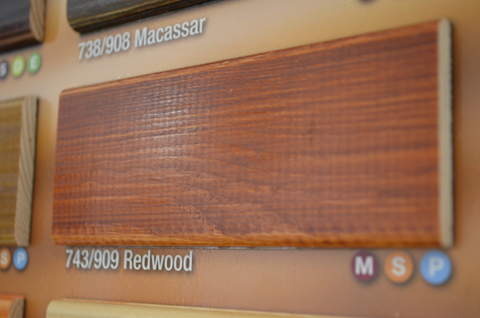 738/908 Macassar
S
E
743/909 Redwood
M S P
S P